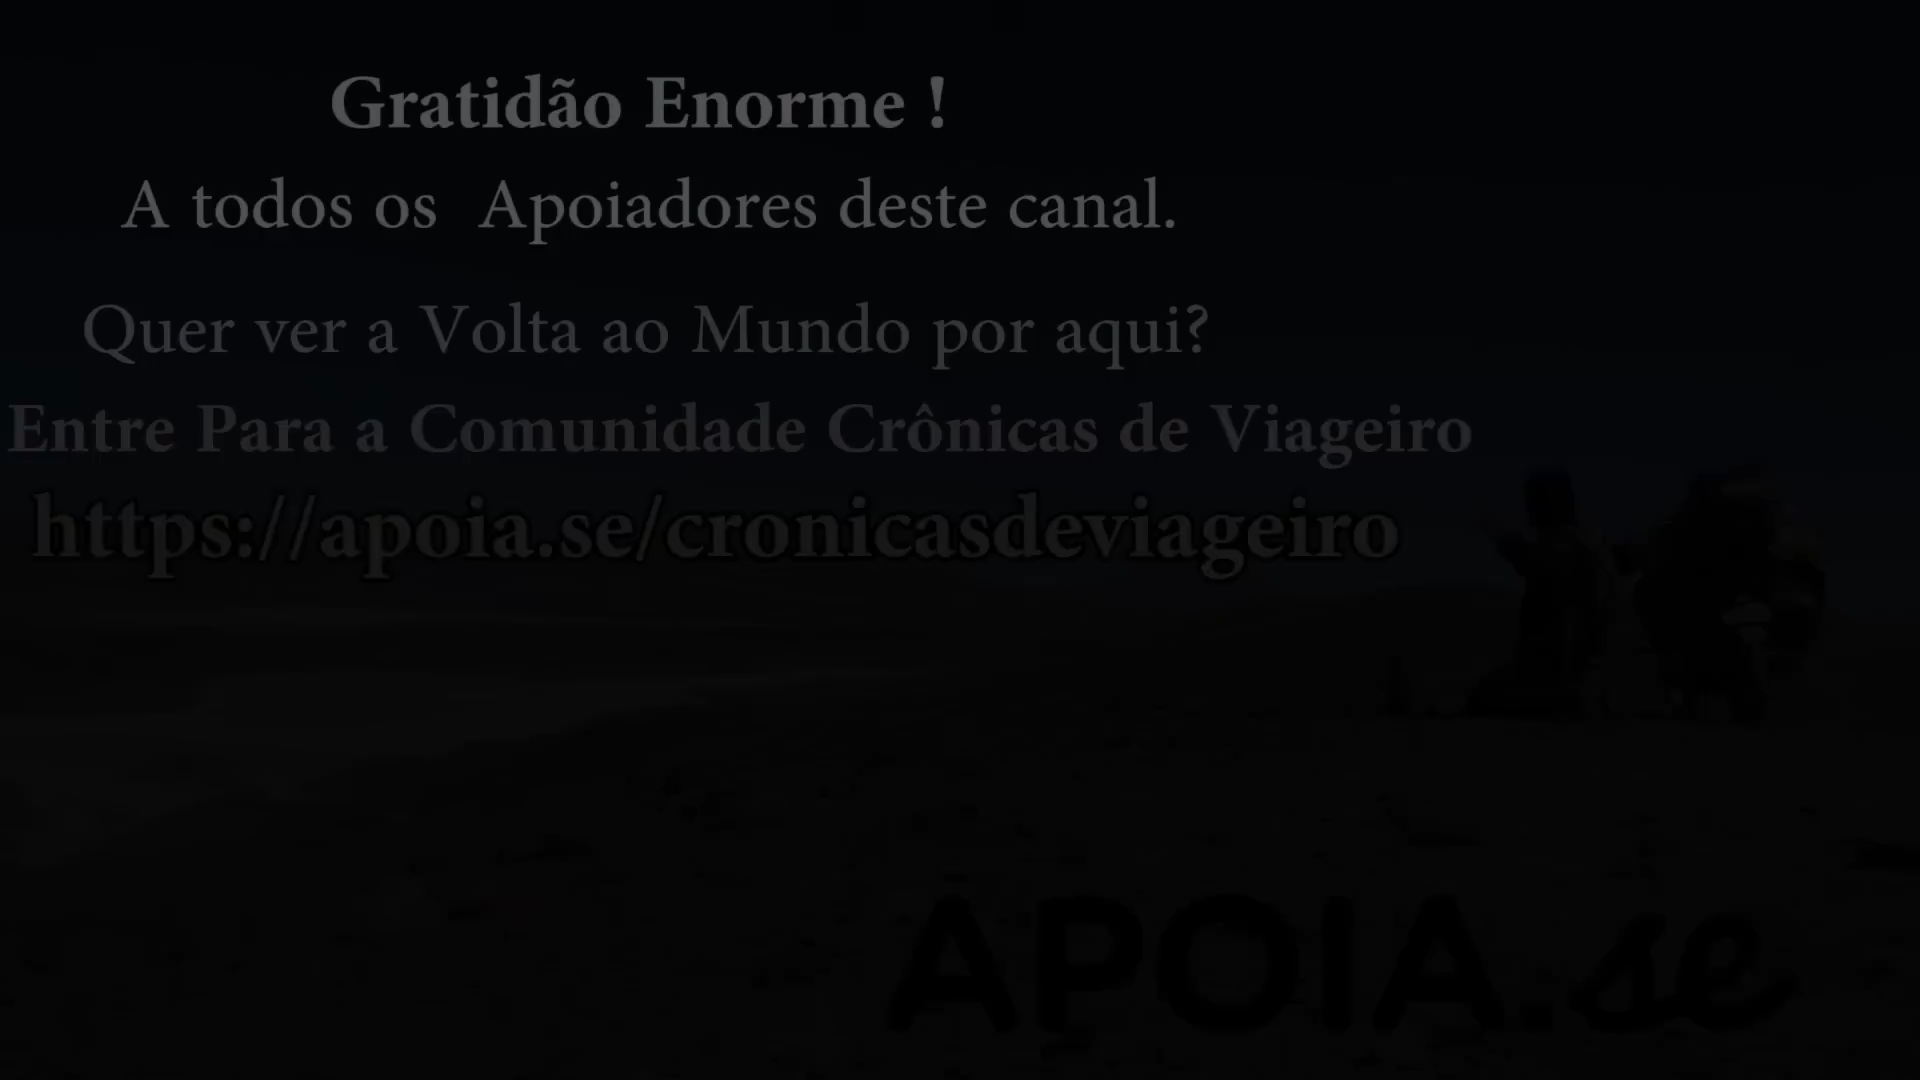 Gratidão Enorme !
A todos os Apoiadores deste canal.
Quer ver a Volta ao Mundo por aqui?
Entre Para a Comunidade Crônicas de Viageiro
https://apoia.se/cronicasdeviageiro
APOIA.se